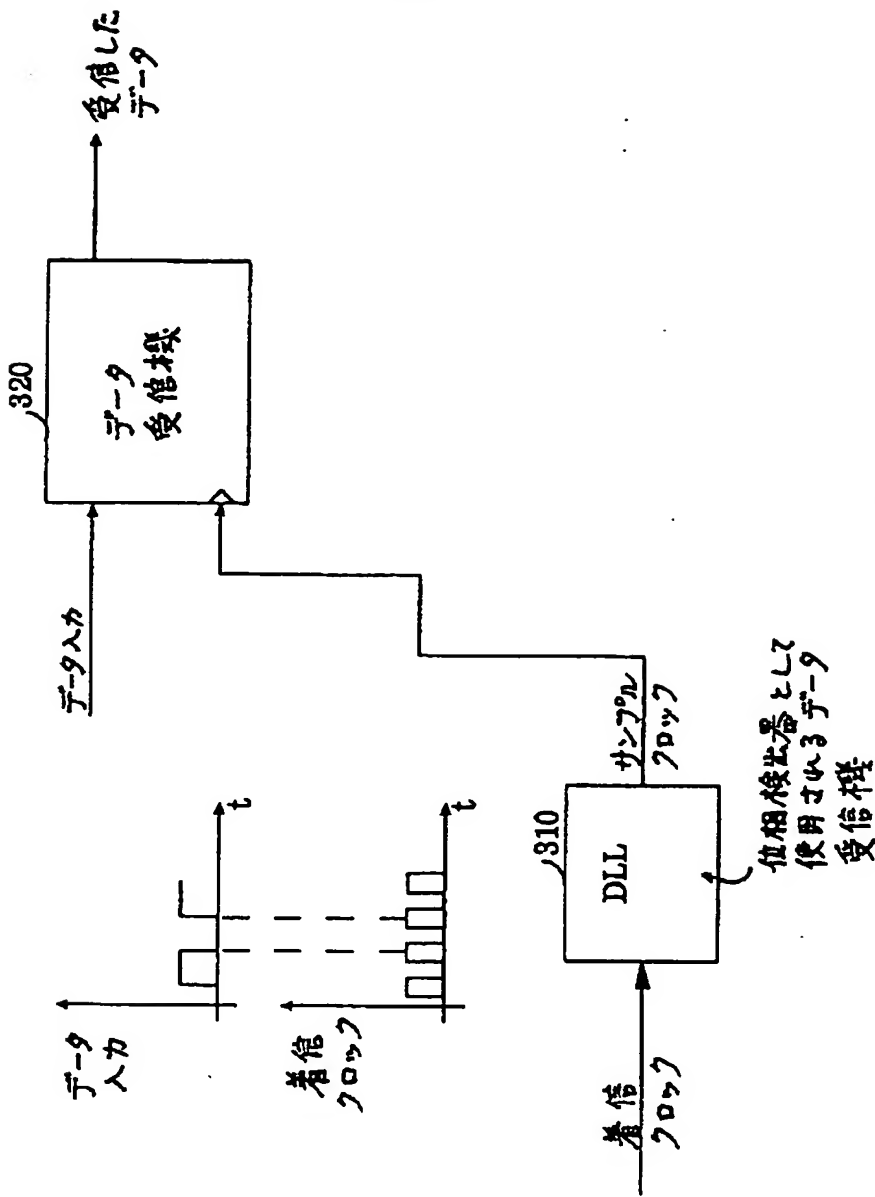 データ
入力
t
着信
クロック
t
データ入力
320
データ
受信機
受信した
データ
着信
クロック
310
DLL
サンプル
クロック
位相検出器として
使用されるデータ
受信機